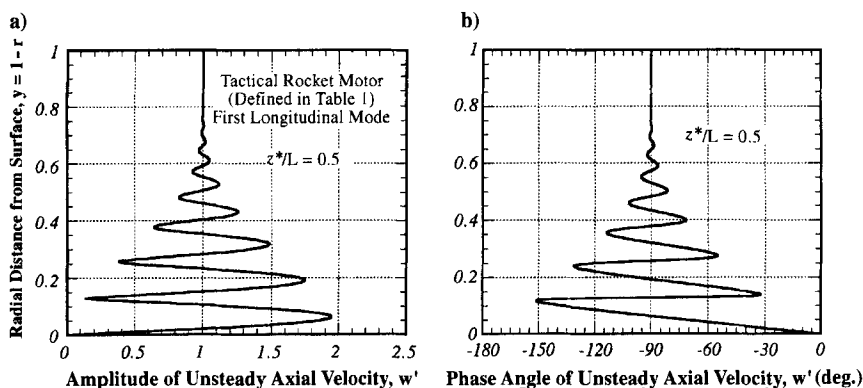 a)
Radial Distance from Surface, y = 1 - r
1
0.8
0.6
0.4
0.2
0
Tactical Rocket Motor
(Defined in Table 1)
First Longitudinal Mode
z*/L = 0.5
0 0.5 1 1.5 2 2.5
Amplitude of Unsteady Axial Velocity, w'
b)
1
0.8
0.6
0.4
0.2
0
z*/L = 0.5
-180 -150 -120 -90 -60 -30 0
Phase Angle of Unsteady Axial Velocity, w' (deg.)